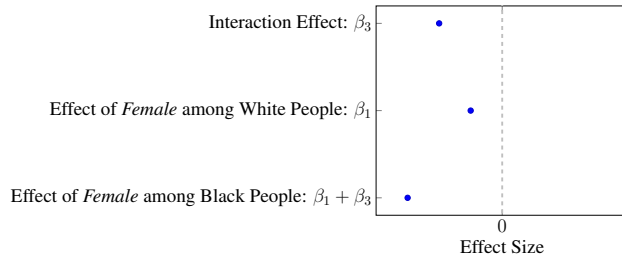 Interaction Effect: β₃
Effect of Female among White People: β₁
Effect of Female among Black People: β₁ + β₃
0
Effect Size